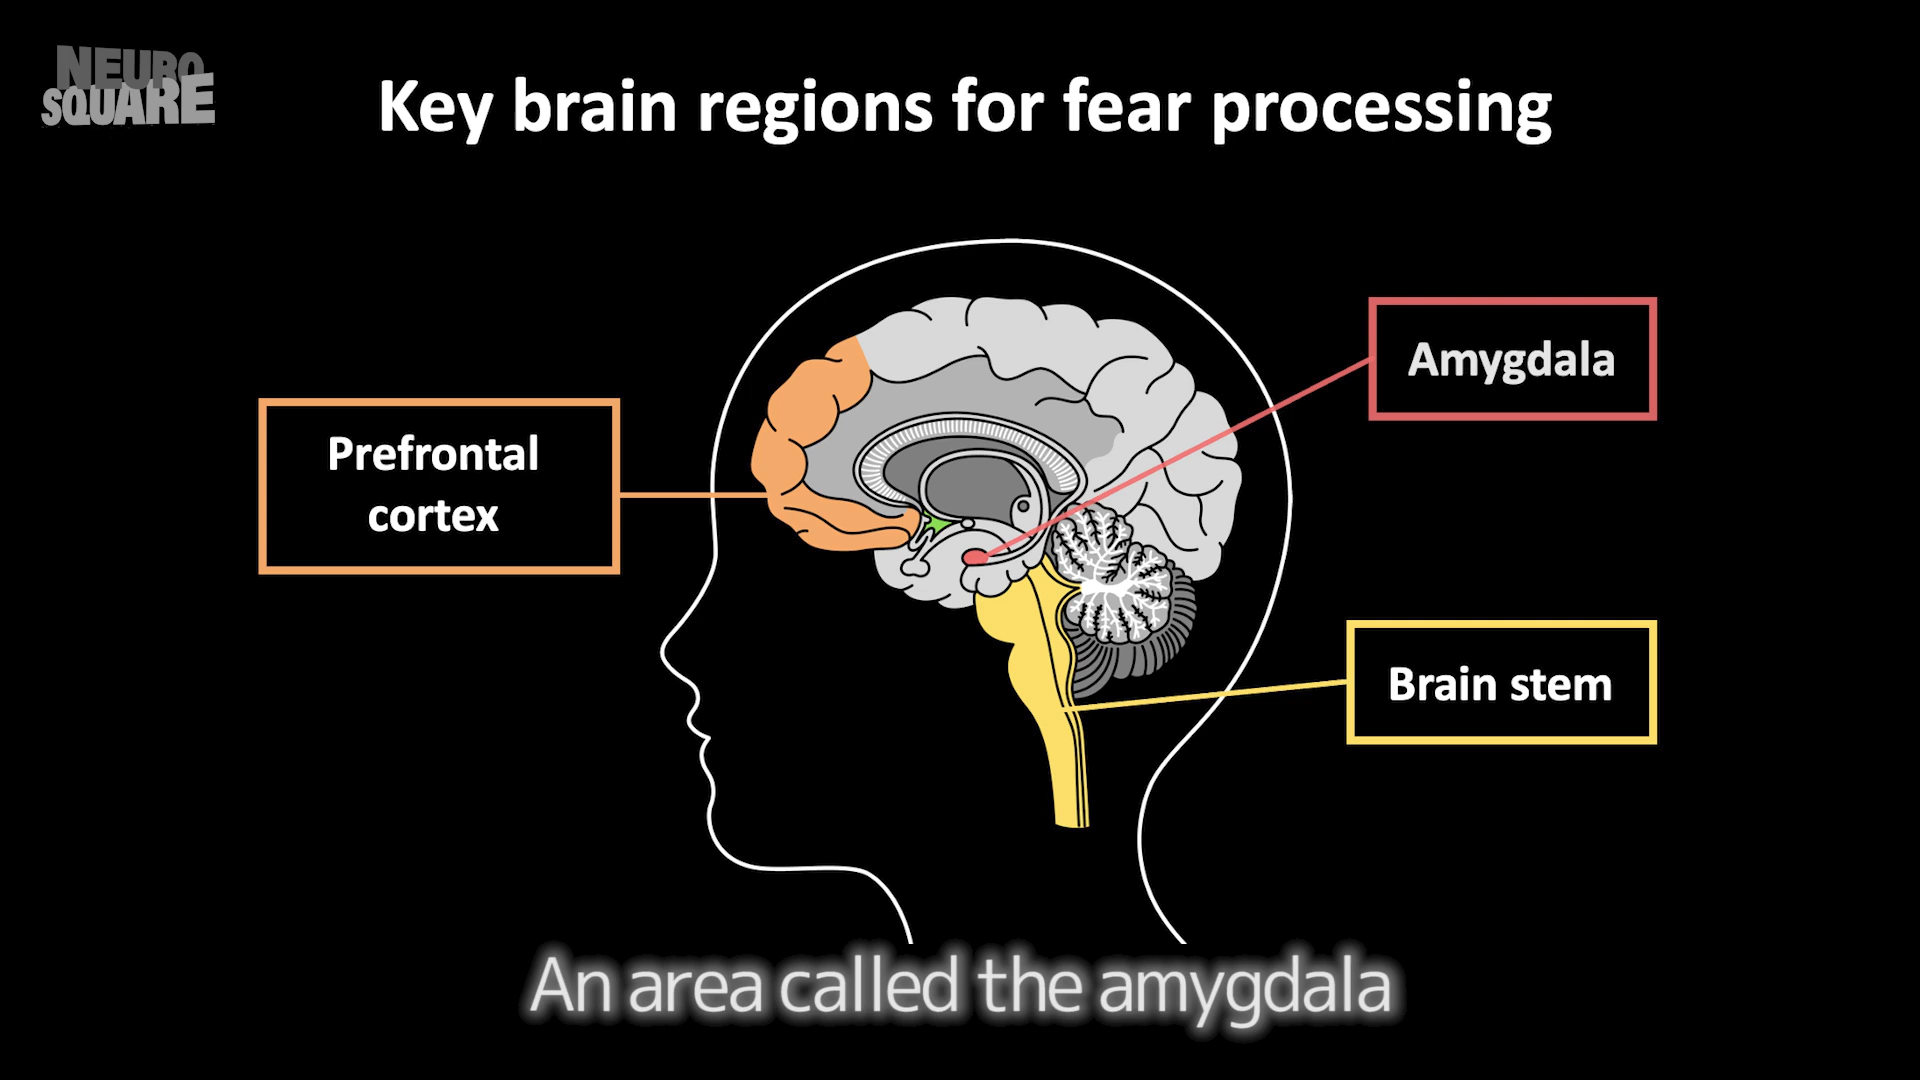 NEURO
SQUARE
Key brain regions for fear processing
Amygdala
Prefrontal
cortex
Brain stem
An area called the amygdala